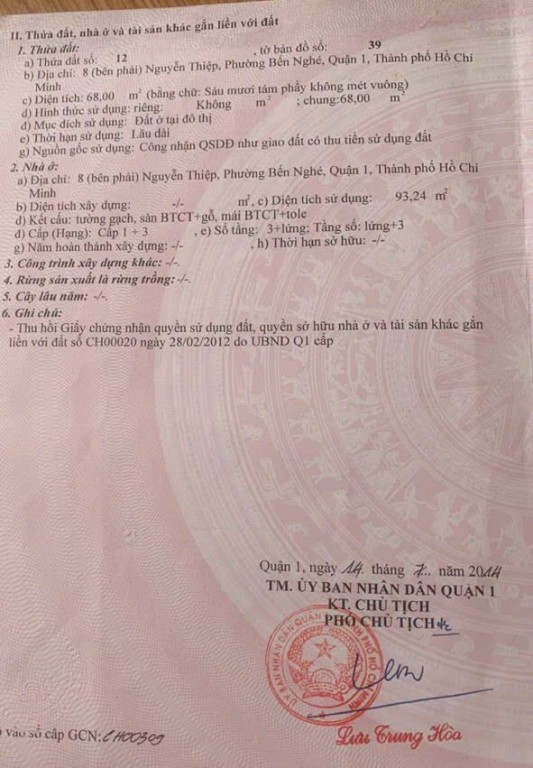 II. Thửa đất, nhà ở và tài sản khác gắn liền với đất
1. Thửa đất:
a) Thửa đất số: 12 , tờ bản đồ số: 39
b) Địa chỉ: 8 (bên phải) Nguyễn Thiệp, Phường Bến Nghé, Quận 1, Thành phố Hồ Chí
Minh
c) Diện tích: 68,00 m² (bằng chữ: Sáu mươi tám phẩy không mét vuông)
d) Hình thức sử dụng: riêng: Không m² ; chung:68,00 m²
đ) Mục đích sử dụng: Đất ở tại đô thị
e) Thời hạn sử dụng: Lâu dài
g) Nguồn gốc sử dụng: Công nhận QSDĐ như giao đất có thu tiền sử dụng đất
2. Nhà ở:
a) Địa chỉ: 8 (bên phải) Nguyễn Thiệp, Phường Bến Nghé, Quận 1, Thành phố Hồ Chí
Minh
b) Diện tích xây dựng: -/- m², c) Diện tích sử dụng: 93,24 m²
d) Kết cấu: tường gạch, sàn BTCT+gỗ, mái BTCT+tole
đ) Cấp (Hạng): Cấp 1 + 3 , e) Số tầng: 3+lửng; Tầng số: lửng+3
g) Năm hoàn thành xây dựng: -/- , h) Thời hạn sở hữu: -/-
3. Công trình xây dựng khác: -/-.
4. Rừng sản xuất là rừng trồng: -/-.
5. Cây lâu năm: -/-.
6. Ghi chú:
- Thu hồi Giấy chứng nhận quyền sử dụng đất, quyền sở hữu nhà ở và tài sản khác gắn
liền với đất số CH00020 ngày 28/02/2012 do UBND Q1 cấp
Quận 1, ngày 14 tháng 7.. năm 2014
TM. ỦY BAN NHÂN DÂN QUẬN 1
KT. CHỦ TỊCH
PHÓ CHỦ TỊCH
Lưu Trung Hòa
vào sổ cấp GCN: CH00309